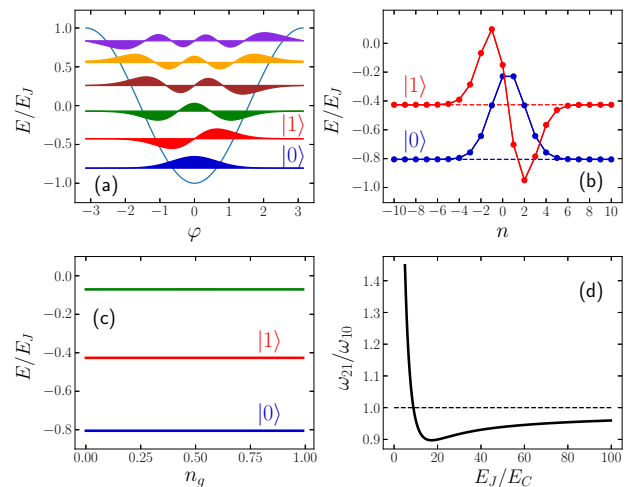 1.0
0.5
0.0
−0.5
−1.0
E/E_J
|1⟩
|0⟩
(a)
−3 −2 −1 0 1 2 3
φ
0.0
−0.2
−0.4
−0.6
−0.8
−1.0
E/E_J
|1⟩
|0⟩
(b)
−10 −8 −6 −4 −2 0 2 4 6 8 10
n
0.0
−0.2
−0.4
−0.6
−0.8
E/E_J
(c)
|1⟩
|0⟩
0.00 0.25 0.50 0.75 1.00
n_g
1.4
1.3
1.2
1.1
1.0
0.9
ω₂₁/ω₁₀
(d)
0 20 40 60 80 100
E_J/E_C